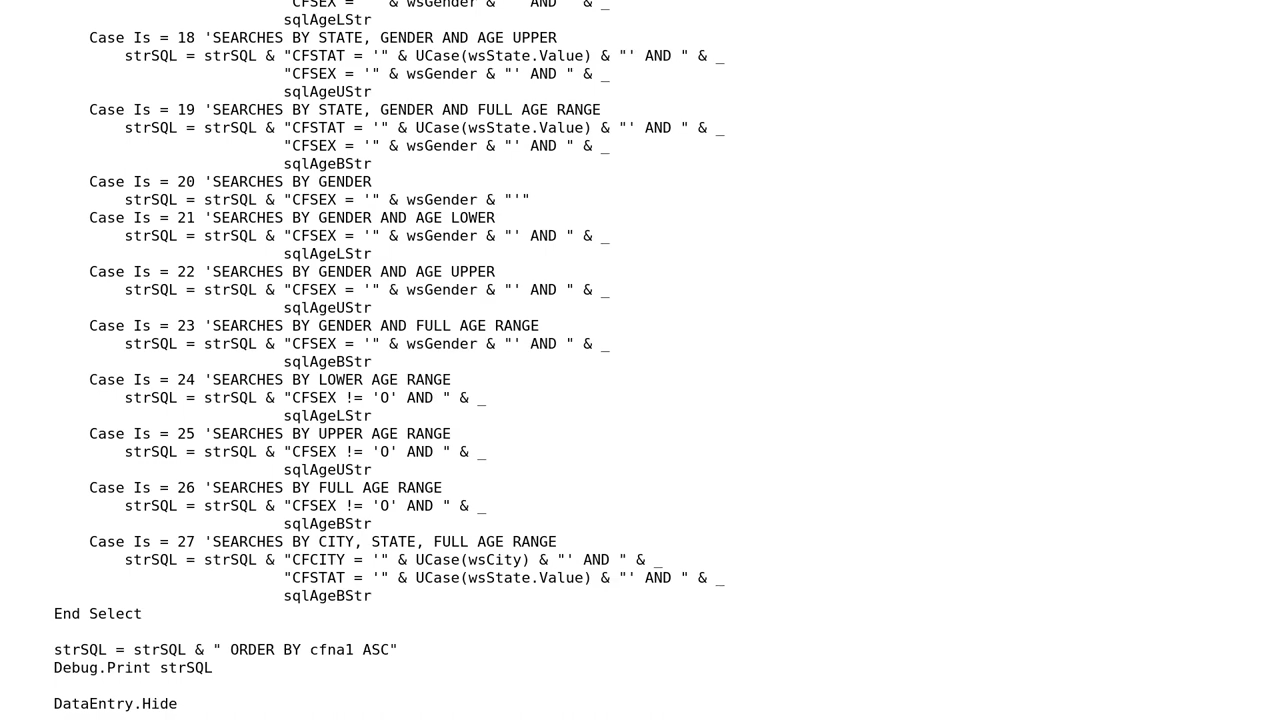 "CFSEX = '" & wsGender & "' AND " & _
sqlAgeLStr
Case Is = 18 'SEARCHES BY STATE, GENDER AND AGE UPPER
strSQL = strSQL & "CFSTAT = '" & UCase(wsState.Value) & "' AND " & _
"CFSEX = '" & wsGender & "' AND " & _
sqlAgeUStr
Case Is = 19 'SEARCHES BY STATE, GENDER AND FULL AGE RANGE
strSQL = strSQL & "CFSTAT = '" & UCase(wsState.Value) & "' AND " & _
"CFSEX = '" & wsGender & "' AND " & _
sqlAgeBStr
Case Is = 20 'SEARCHES BY GENDER
strSQL = strSQL & "CFSEX = '" & wsGender & "'"
Case Is = 21 'SEARCHES BY GENDER AND AGE LOWER
strSQL = strSQL & "CFSEX = '" & wsGender & "' AND " & _
sqlAgeLStr
Case Is = 22 'SEARCHES BY GENDER AND AGE UPPER
strSQL = strSQL & "CFSEX = '" & wsGender & "' AND " & _
sqlAgeUStr
Case Is = 23 'SEARCHES BY GENDER AND FULL AGE RANGE
strSQL = strSQL & "CFSEX = '" & wsGender & "' AND " & _
sqlAgeBStr
Case Is = 24 'SEARCHES BY LOWER AGE RANGE
strSQL = strSQL & "CFSEX != 'O' AND " & _
sqlAgeLStr
Case Is = 25 'SEARCHES BY UPPER AGE RANGE
strSQL = strSQL & "CFSEX != 'O' AND " & _
sqlAgeUStr
Case Is = 26 'SEARCHES BY FULL AGE RANGE
strSQL = strSQL & "CFSEX != 'O' AND " & _
sqlAgeBStr
Case Is = 27 'SEARCHES BY CITY, STATE, FULL AGE RANGE
strSQL = strSQL & "CFCITY = '" & UCase(wsCity) & "' AND " & _
"CFSTAT = '" & UCase(wsState.Value) & "' AND " & _
sqlAgeBStr
End Select
strSQL = strSQL & " ORDER BY cfna1 ASC"
Debug.Print strSQL
DataEntry.Hide